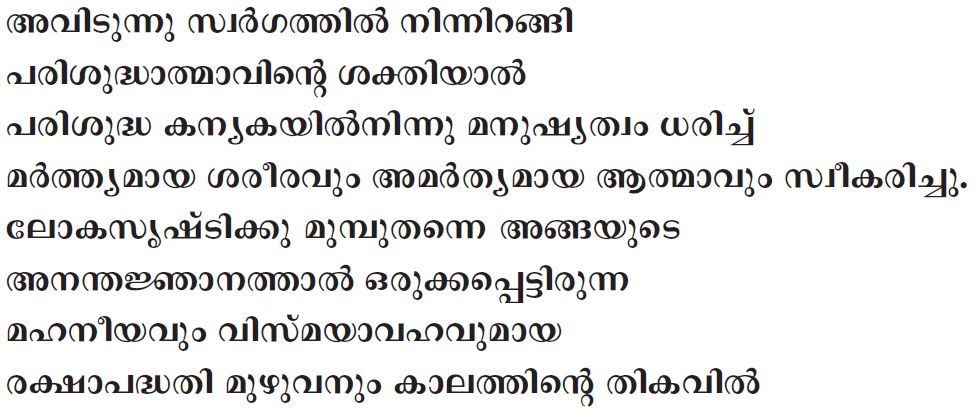 അവിടുന്നു സ്വർഗത്തിൽ നിന്നിറങ്ങി
പരിശുദ്ധാത്മാവിന്റെ ശക്തിയാൽ
പരിശുദ്ധ കന്യകയിൽനിന്നു മനുഷ്യത്വം ധരിച്ച്
മർത്ത്യമായ ശരീരവും അമർത്യമായ ആത്മാവും സ്വീകരിച്ചു.
ലോകസൃഷ്ടിക്കു മുമ്പുതന്നെ അങ്ങയുടെ
അനന്തജ്ഞാനത്താൽ ഒരുക്കപ്പെട്ടിരുന്ന
മഹനീയവും വിസ്മയാവഹവുമായ
രക്ഷാപദ്ധതി മുഴുവനും കാലത്തിന്റെ തികവിൽ